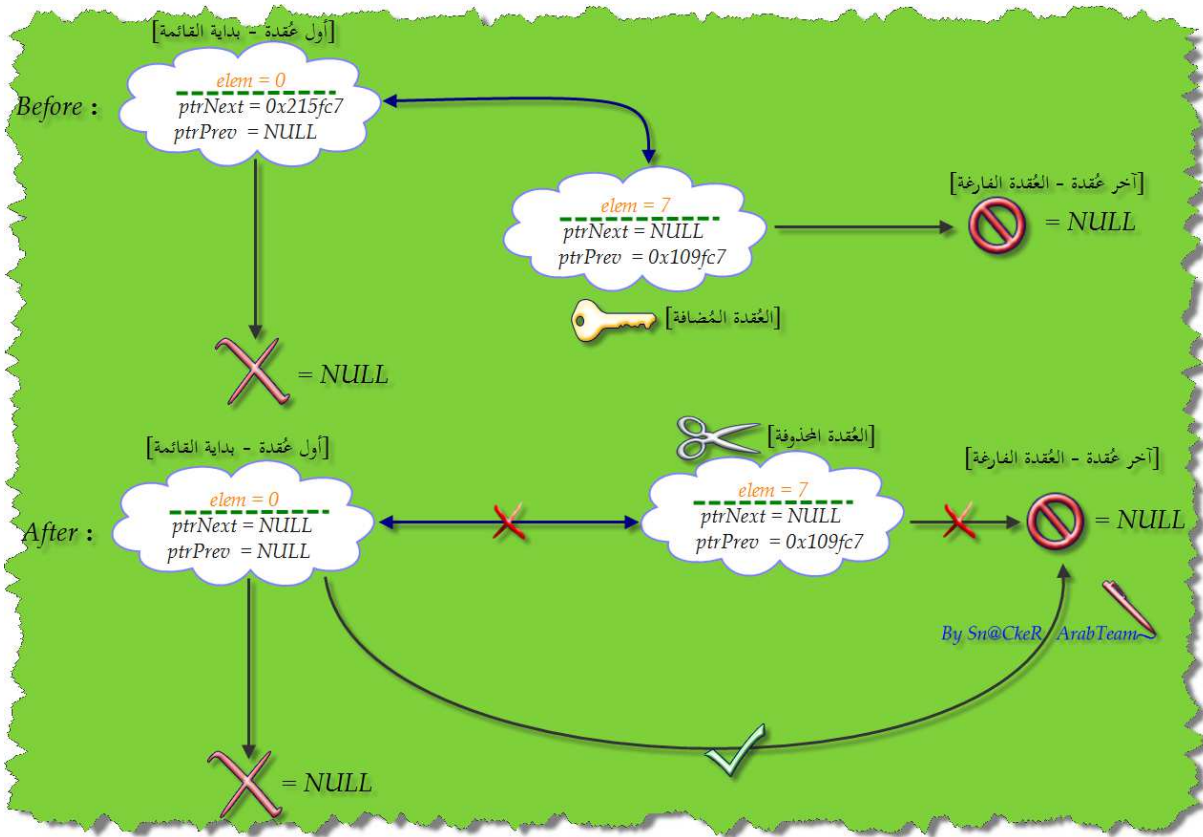 [أول عُقدة - بداية القائمة]
Before :
elem = 0
ptrNext = 0x215fc7
ptrPrev = NULL
[آخر عُقدة - العُقدة الفارغة]
= NULL
elem = 7
ptrNext = NULL
ptrPrev = 0x109fc7
[العُقدة المُضافة]
= NULL
[أول عُقدة - بداية القائمة]
[العُقدة المحذوفة]
[آخر عُقدة - العُقدة الفارغة]
After :
elem = 0
ptrNext = NULL
ptrPrev = NULL
elem = 7
ptrNext = NULL
ptrPrev = 0x109fc7
= NULL
By Sn@CkeR / ArabTeam~
= NULL